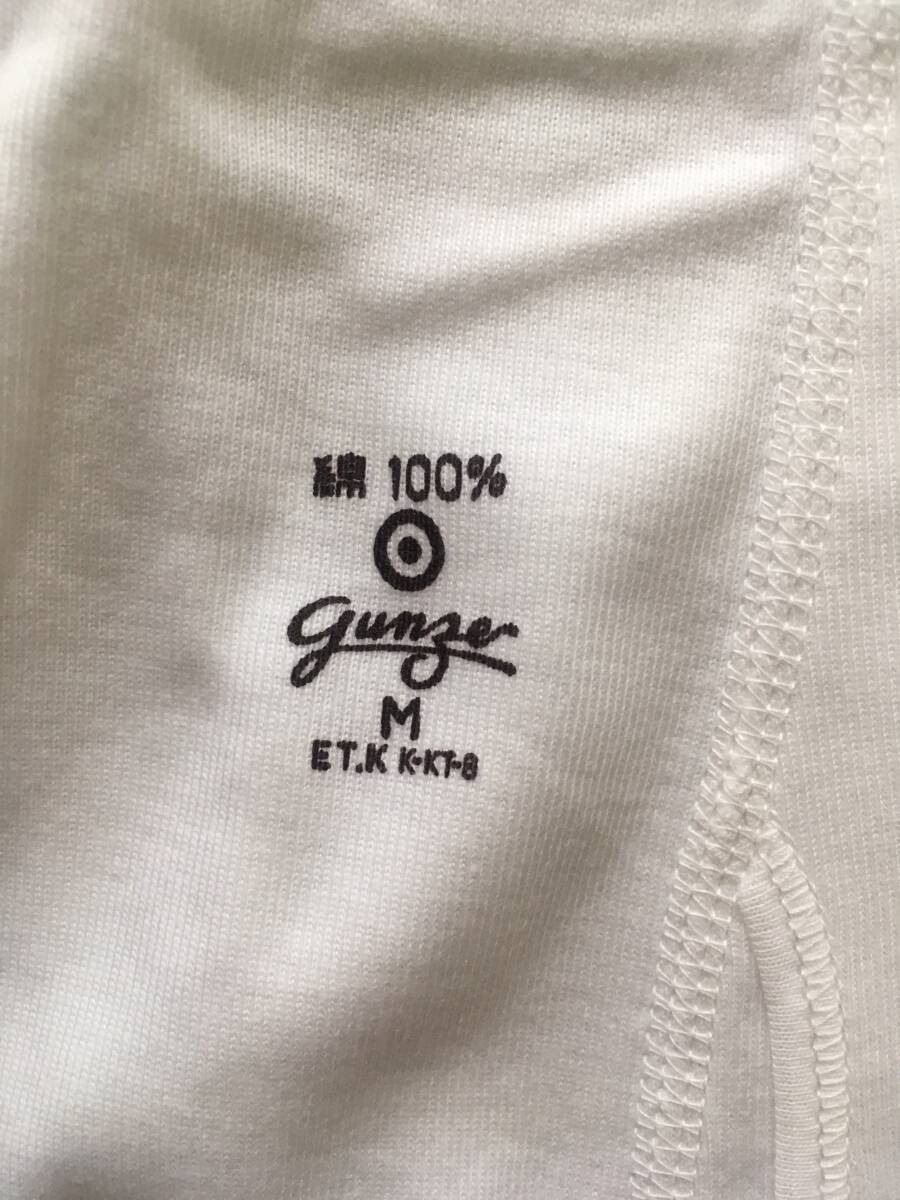 綿 100%
gunze
M
ET.K K-KT-8